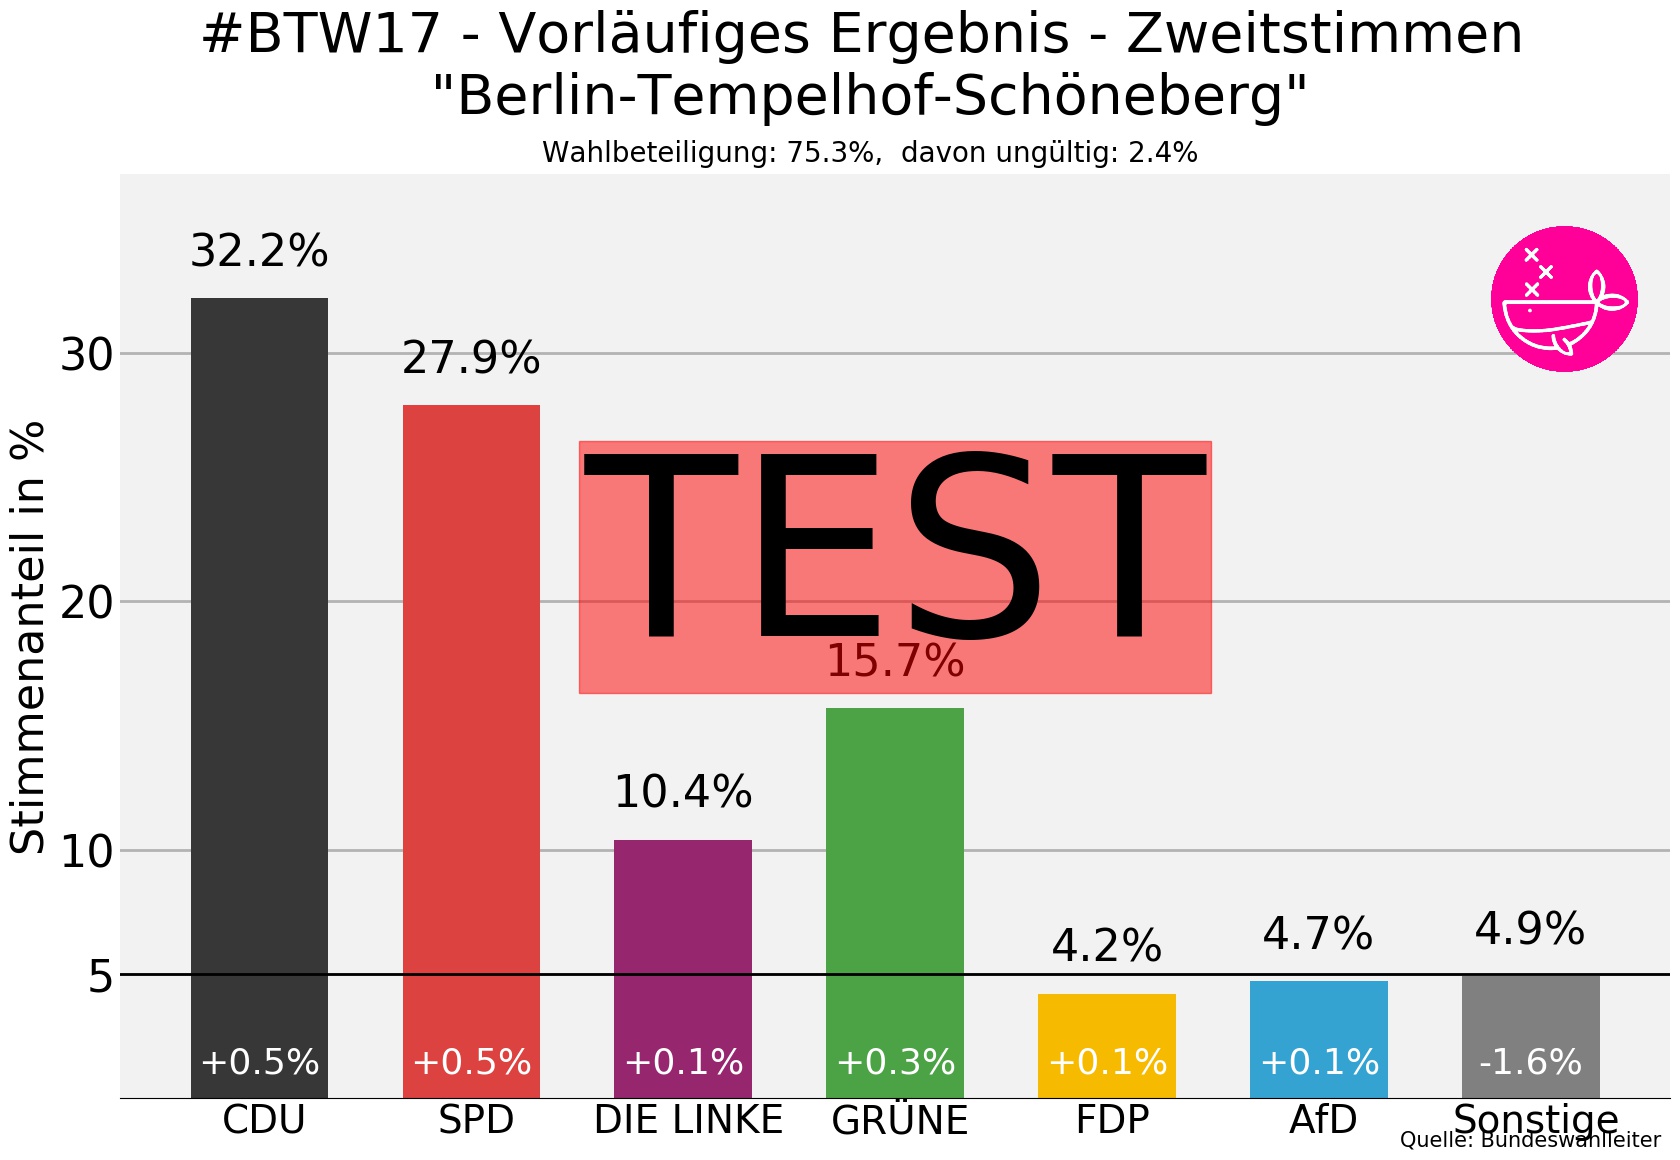 #BTW17 - Vorläufiges Ergebnis - Zweitstimmen
"Berlin-Tempelhof-Schöneberg"
Wahlbeteiligung: 75.3%,  davon ungültig: 2.4%
Stimmenanteil in %
30
20
10
5
32.2%
27.9%
TEST
15.7%
10.4%
4.2%
4.7%
4.9%
+0.5%
+0.5%
+0.1%
+0.3%
+0.1%
+0.1%
-1.6%
CDU
SPD
DIE LINKE
GRÜNE
FDP
AfD
Sonstige
Quelle: Bundeswahlleiter